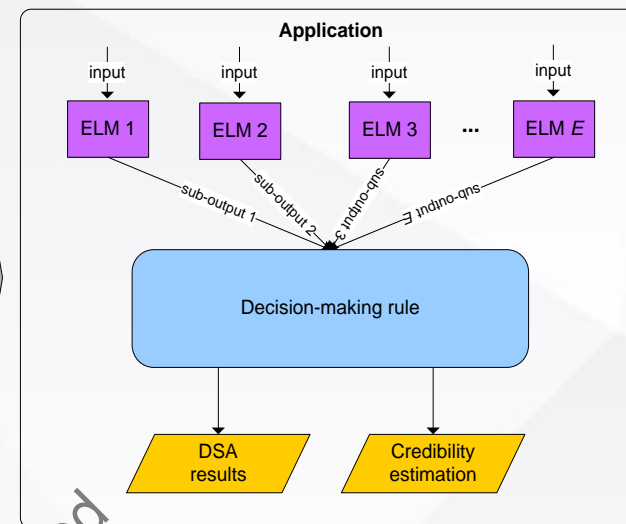 Application
input input input input
ELM 1 ELM 2 ELM 3 ... ELM E
sub-output 1
sub-output 2
sub-output 3
sub-output E
Decision-making rule
DSA
results
Credibility
estimation